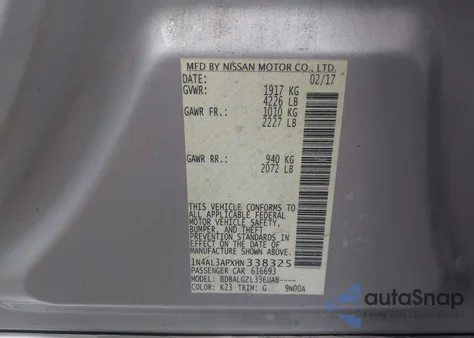 MFD BY NISSAN MOTOR CO., LTD.
DATE: 02/17
GVWR: 1917 KG
4226 LB
GAWR FR.: 1010 KG
2227 LB
GAWR RR.: 940 KG
2072 LB
THIS VEHICLE CONFORMS TO
ALL APPLICABLE FEDERAL
MOTOR VEHICLE SAFETY,
BUMPER, AND THEFT
PREVENTION STANDARDS IN
EFFECT ON THE DATE OF
MANUFACTURE SHOWN ABOVE.
1N4AL3APXHN338325
PASSENGER CAR 616693
MODEL: BDBALGZL33EUAB----
COLOR: K23 TRIM: G 9N00A
autoSnap